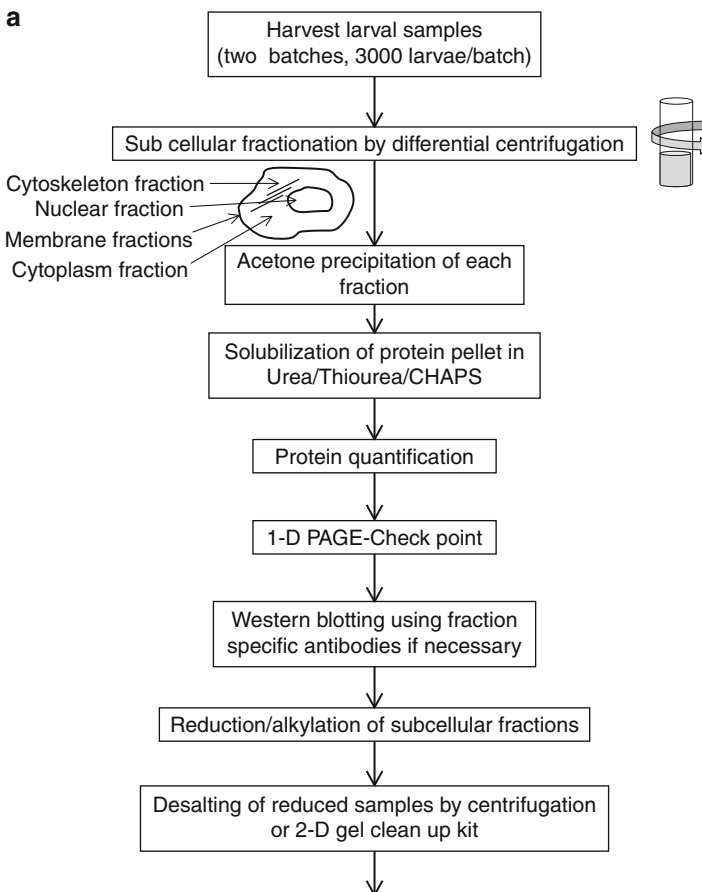 a
Harvest larval samples
(two batches, 3000 larvae/batch)
Sub cellular fractionation by differential centrifugation
Cytoskeleton fraction
Nuclear fraction
Membrane fractions
Cytoplasm fraction
Acetone precipitation of each
fraction
Solubilization of protein pellet in
Urea/Thiourea/CHAPS
Protein quantification
1-D PAGE-Check point
Western blotting using fraction
specific antibodies if necessary
Reduction/alkylation of subcellular fractions
Desalting of reduced samples by centrifugation
or 2-D gel clean up kit